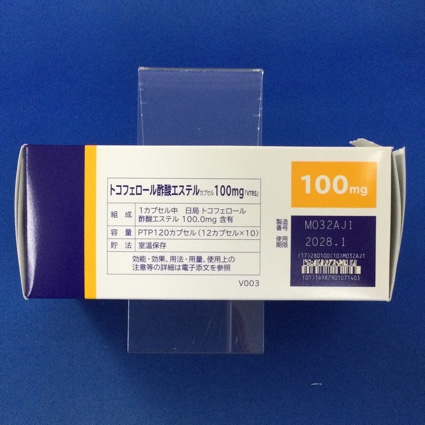 トコフェロール酢酸エステルカプセル100mg「VTRS」
100mg
組成 1カプセル中 日局 トコフェロール
酢酸エステル 100.0mg 含有
容量 PTP120カプセル(12カプセル×10)
貯法 室温保存
効能・効果、用法・用量、使用上の
注意等の詳細は電子添文を参照
V003
製造番号 M032AJ1
使用期限 2028.1
(17)280100(10)M032AJ1
(01)14987901071403